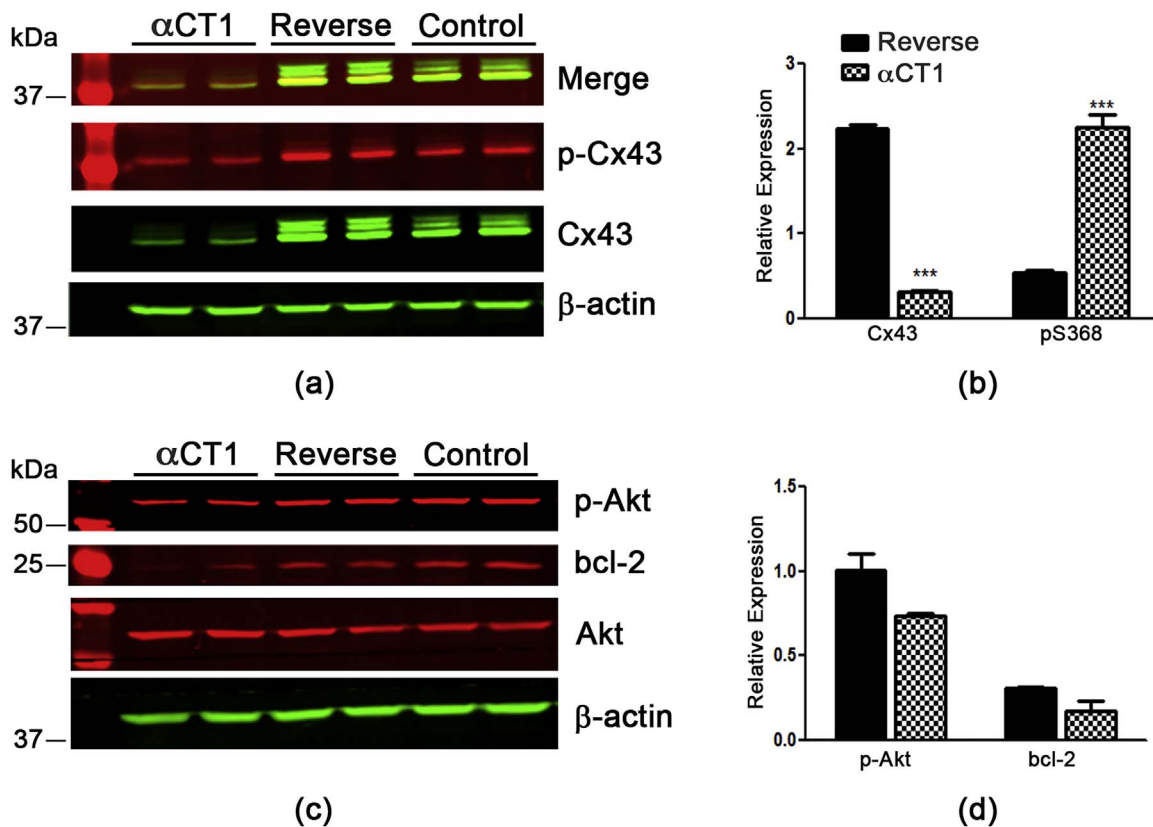 kDa
αCT1 Reverse Control
Merge
37
p-Cx43
Cx43
β-actin
37
(a)
Reverse
αCT1
Relative Expression
3
2
1
0
***
***
Cx43 pS368
(b)
kDa
αCT1 Reverse Control
p-Akt
50
25
bcl-2
Akt
β-actin
37
(c)
Relative Expression
1.5
1.0
0.5
0.0
p-Akt bcl-2
(d)